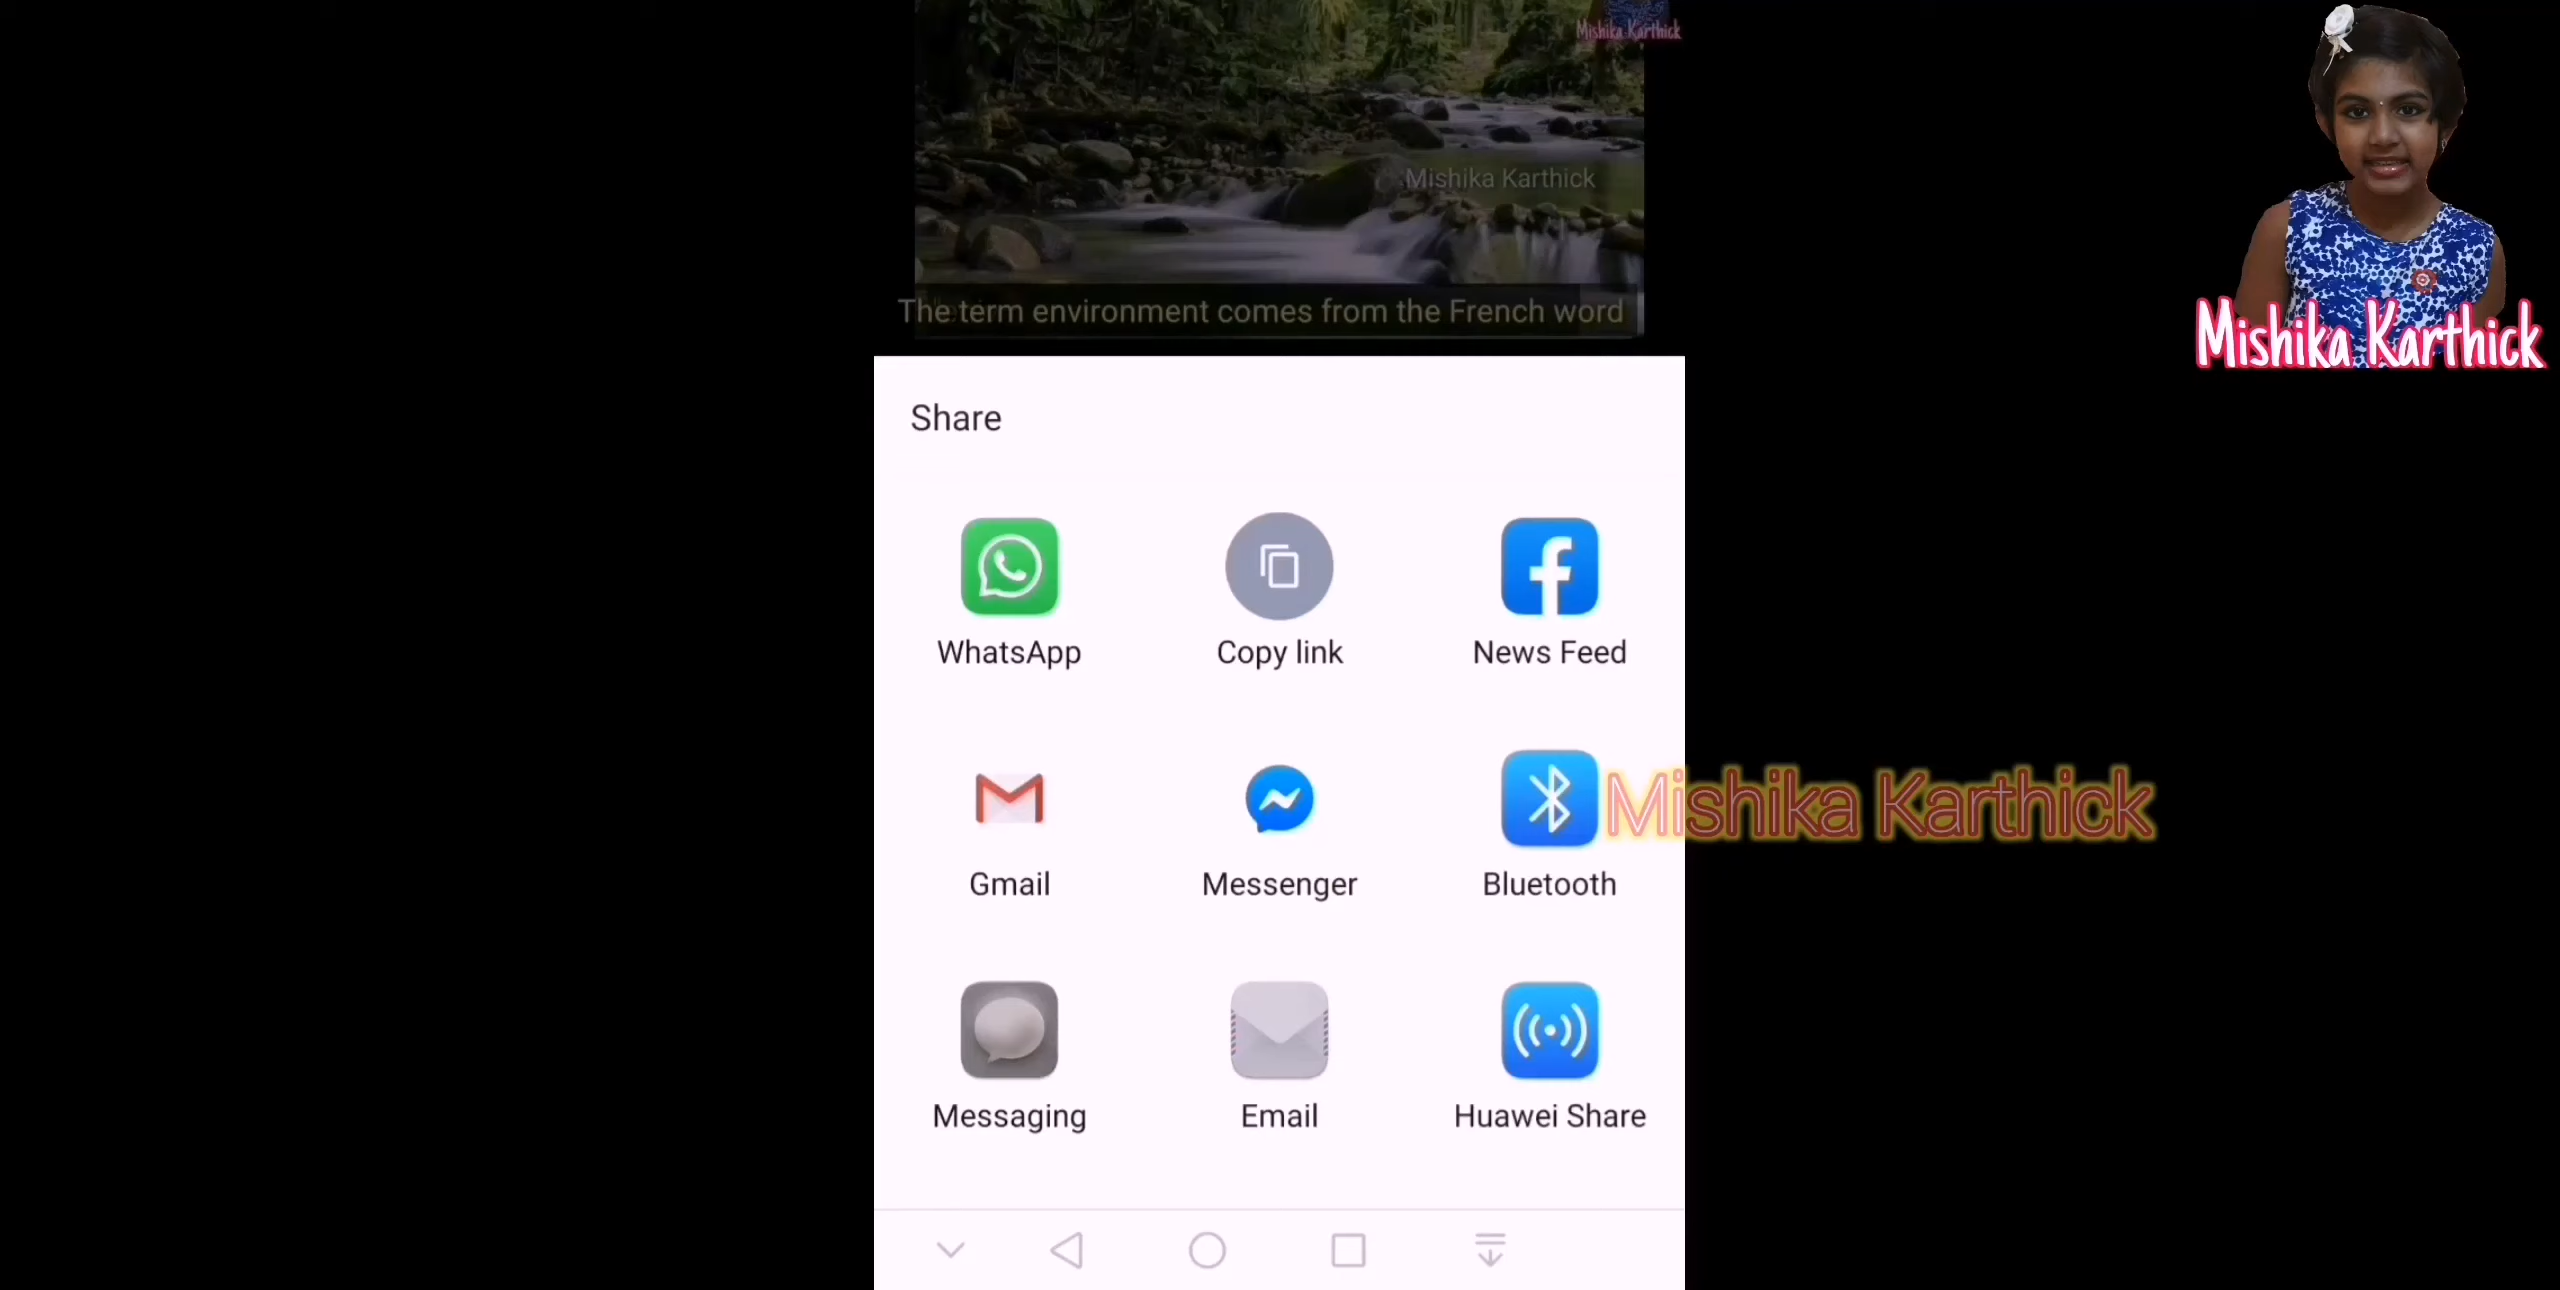 Mishika Karthick
Mishika Karthick
The term environment comes from the French word
Mishika Karthick
Share
WhatsApp
Copy link
News Feed
Gmail
Messenger
Bluetooth
Mishika Karthick
Messaging
Email
Huawei Share